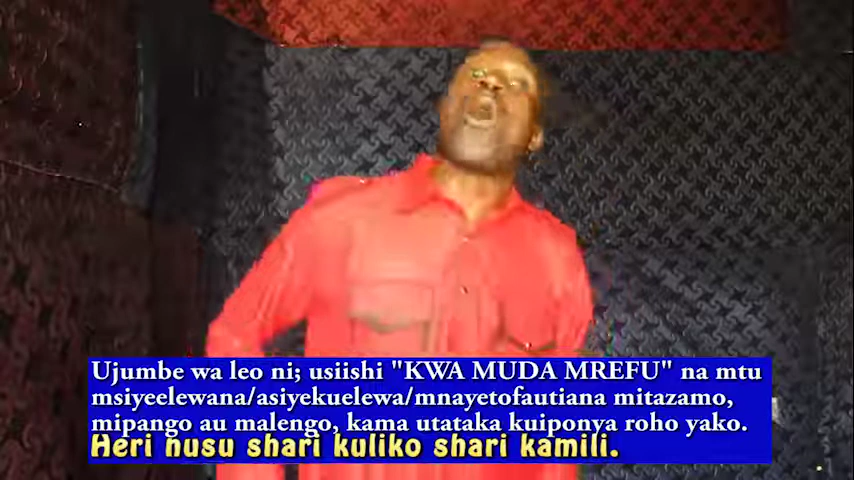 Ujumbe wa leo ni; usiishi "KWA MUDA MREFU" na mtu
msiyeelewana/asiyekuelewa/mnayetofautiana mitazamo,
mipango au malengo, kama utataka kuiponya roho yako.
Heri nusu shari kuliko shari kamili.